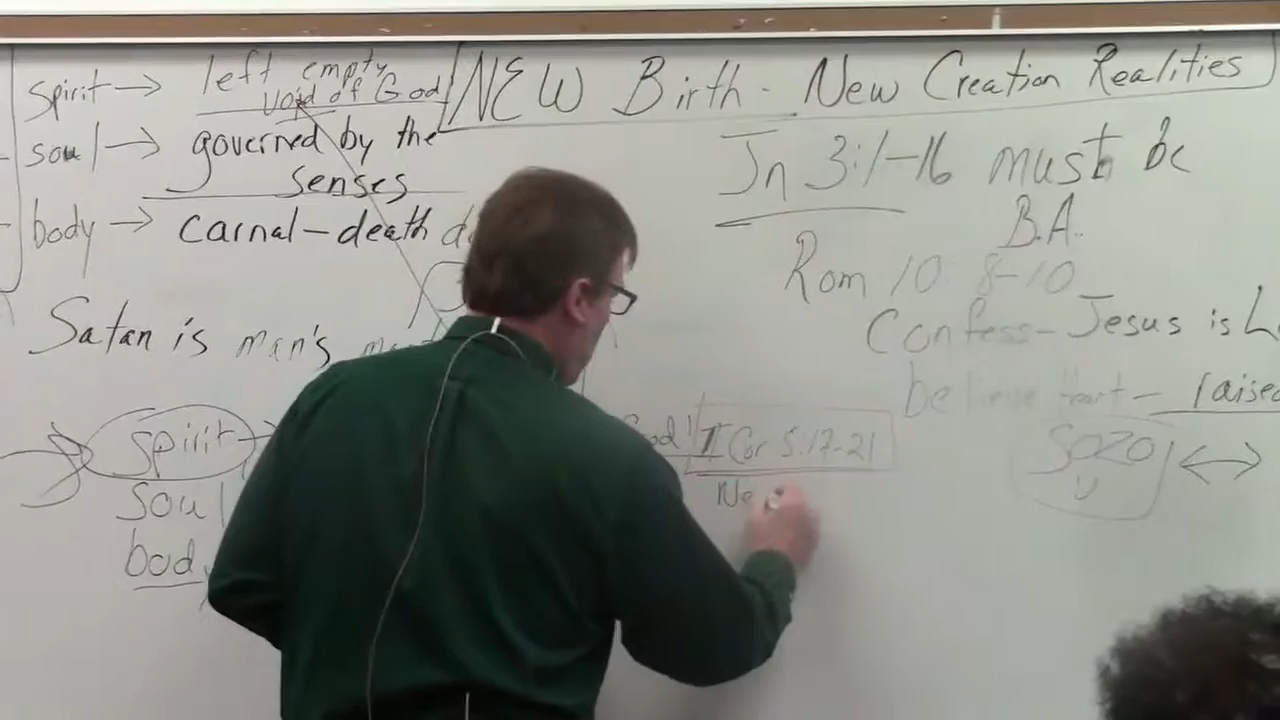 Spirit → left empty
void of God
soul → governed by the
senses
body → carnal-death
Satan is man's
spirit →
soul
body
NEW Birth - New Creation Realities
Jn 3:1-16 must be
B.A.
Rom 10: 8-10
Confess - Jesus is
believe heart - raised
God! II Cor 5:17-21
Ne
SOZO ↔